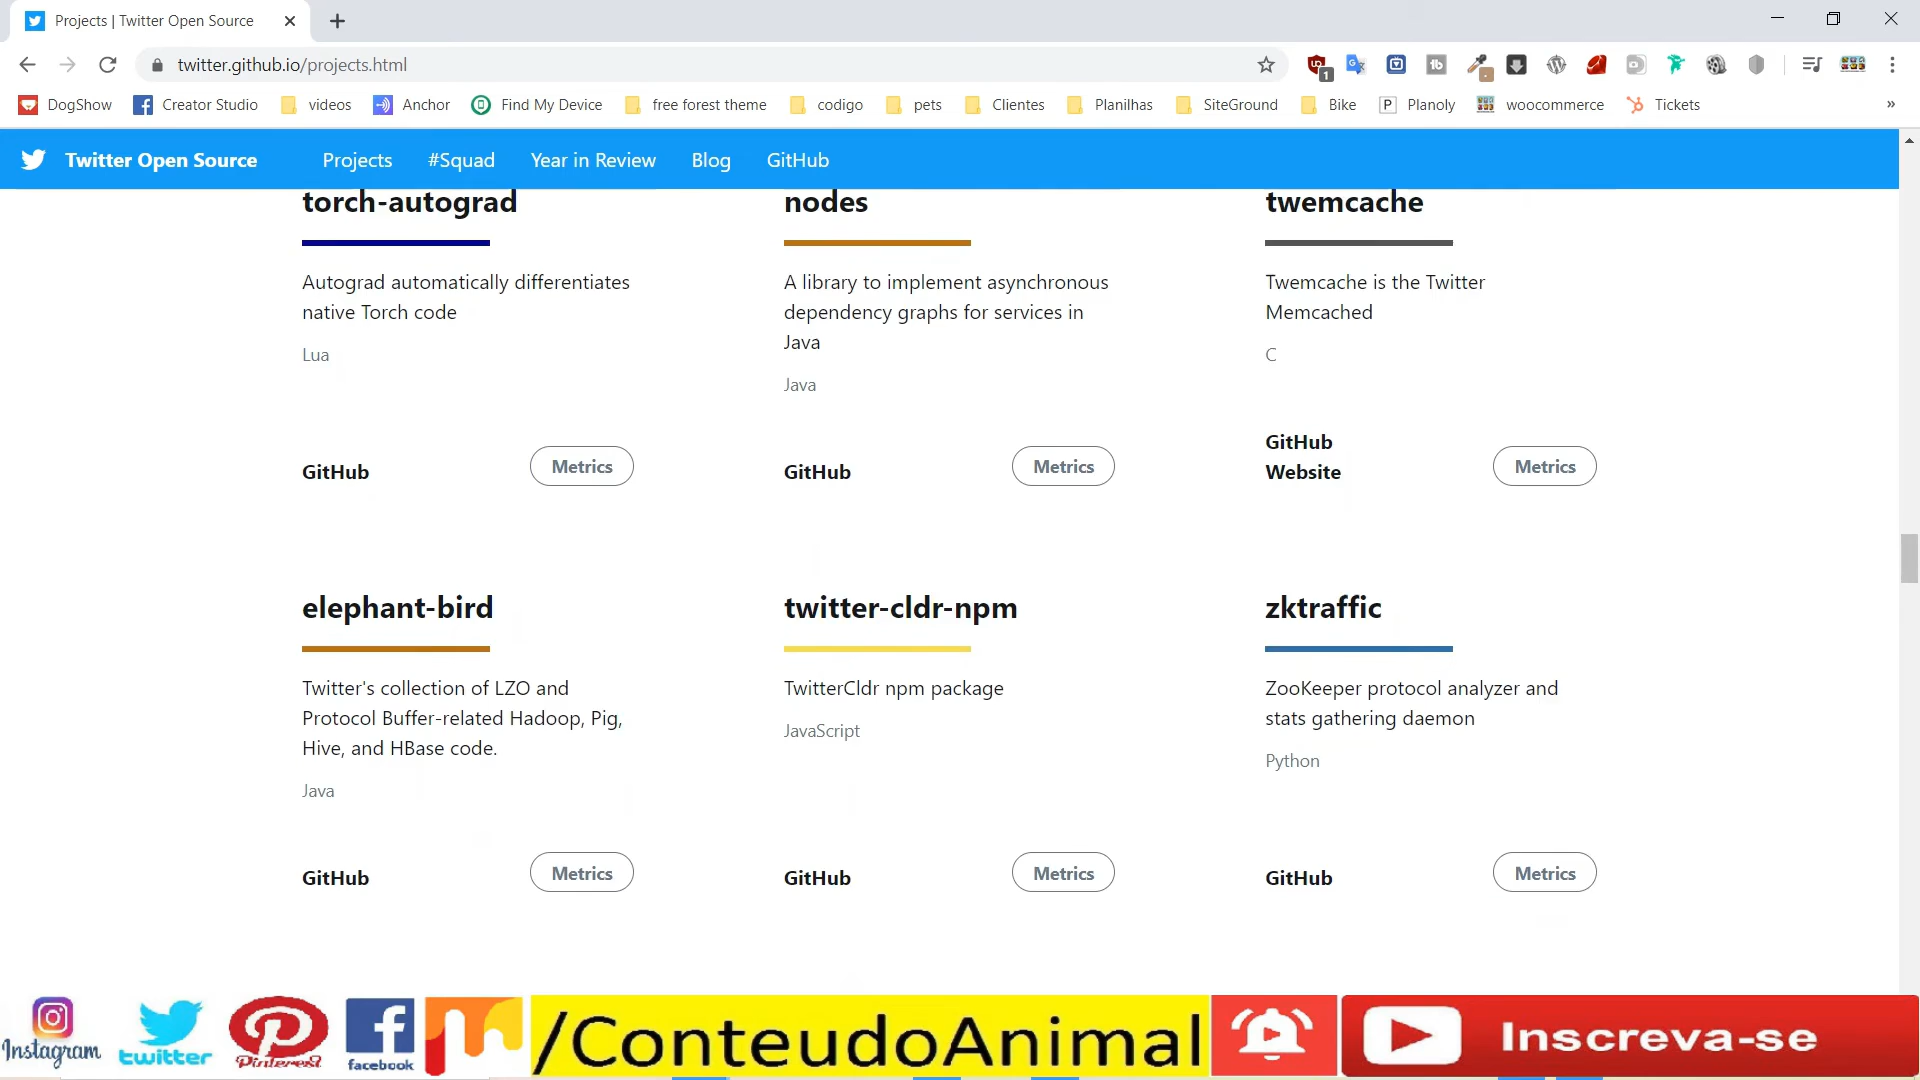 Projects | Twitter Open Source
twitter.github.io/projects.html
1
DogShow
Creator Studio
videos
Anchor
Find My Device
free forest theme
codigo
pets
Clientes
Planilhas
SiteGround
Bike
Planoly
woocommerce
Tickets
»
Twitter Open Source
Projects
#Squad
Year in Review
Blog
GitHub
torch-autograd
Autograd automatically differentiates
native Torch code
Lua
GitHub
Metrics
nodes
A library to implement asynchronous
dependency graphs for services in
Java
Java
GitHub
Metrics
twemcache
Twemcache is the Twitter
Memcached
C
GitHub
Website
Metrics
elephant-bird
Twitter's collection of LZO and
Protocol Buffer-related Hadoop, Pig,
Hive, and HBase code.
Java
GitHub
Metrics
twitter-cldr-npm
TwitterCldr npm package
JavaScript
GitHub
Metrics
zktraffic
ZooKeeper protocol analyzer and
stats gathering daemon
Python
GitHub
Metrics
Instagram
twitter
Pinterest
facebook
/ConteudoAnimal
Inscreva-se